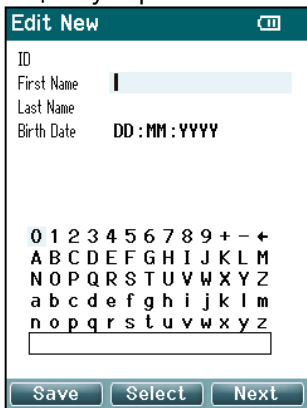 Edit New
ID
First Name
Last Name
Birth Date DD:MM:YYYY
0 1 2 3 4 5 6 7 8 9 + - ←
A B C D E F G H I J K L M
N O P Q R S T U V W X Y Z
a b c d e f g h i j k l m
n o p q r s t u v w x y z
Save Select Next